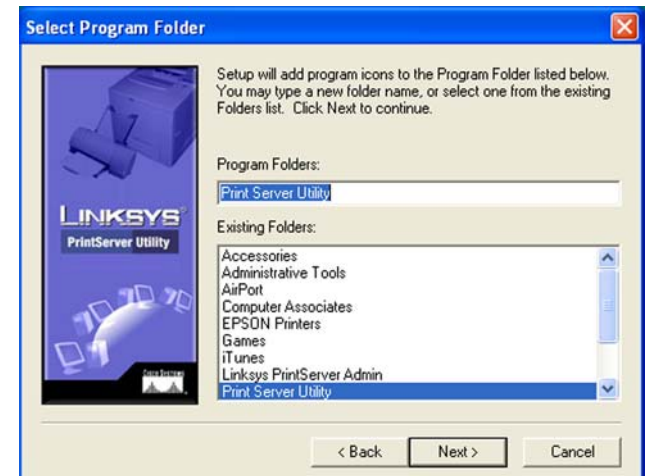 Select Program Folder
Setup will add program icons to the Program Folder listed below.
You may type a new folder name, or select one from the existing
Folders list. Click Next to continue.
Program Folders:
Print Server Utility
LINKSYS®
PrintServer Utility
Existing Folders:
Accessories
Administrative Tools
AirPort
Computer Associates
EPSON Printers
Games
iTunes
Linksys PrintServer Admin
Print Server Utility
CISCO SYSTEMS
< Back
Next >
Cancel